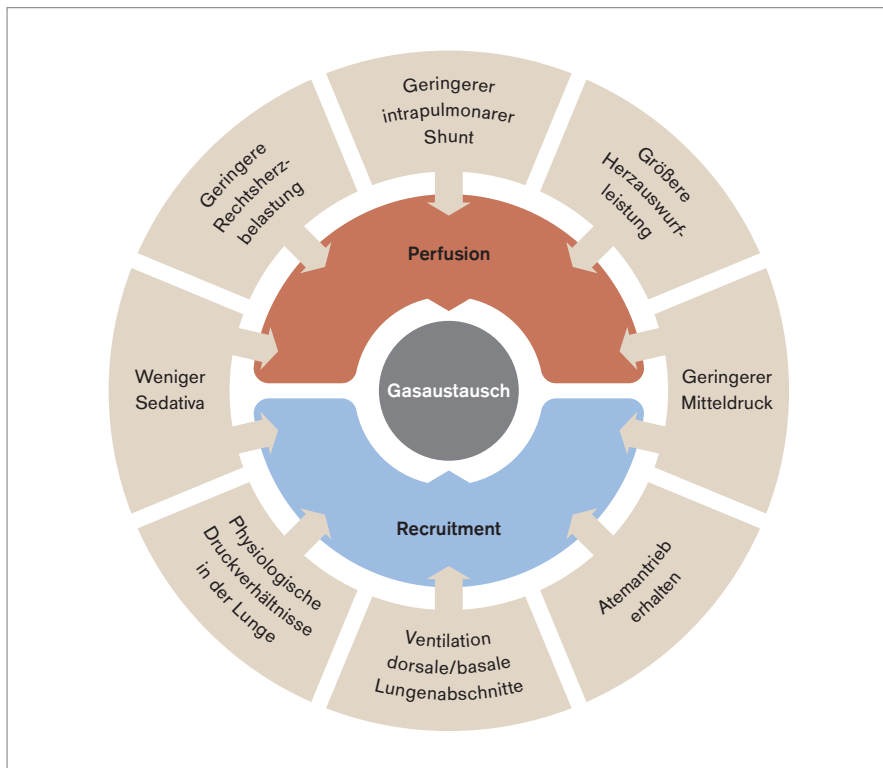 Geringerer
intrapulmonarer
Shunt
Größere
Herzauswurf-
leistung
Geringerer
Mitteldruck
Atemantrieb
erhalten
Ventilation
dorsale/basale
Lungenabschnitte
Physiologische
Druckverhältnisse
in der Lunge
Weniger
Sedativa
Geringere
Rechtsherz-
belastung
Perfusion
Gasaustausch
Recruitment